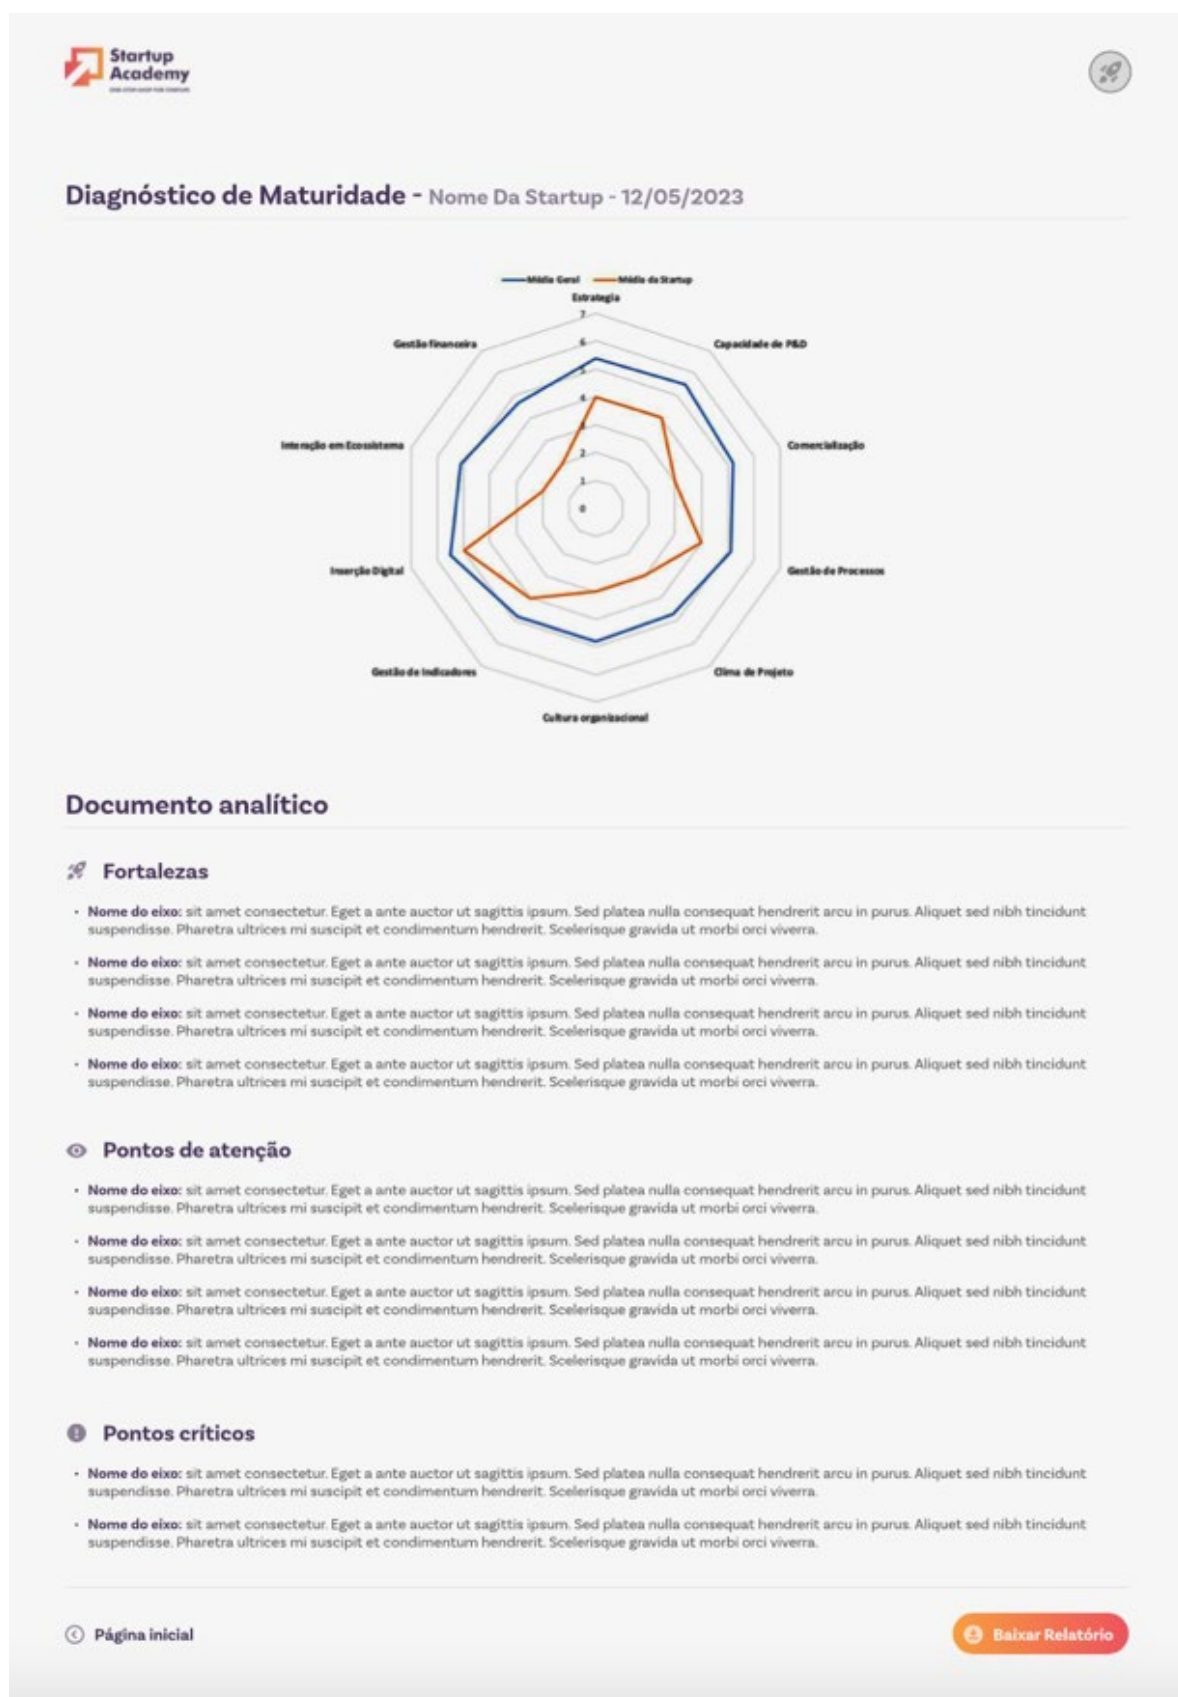 Startup
Academy
ONE-STOP-SHOP FOR STARTUPS
Diagnóstico de Maturidade - Nome Da Startup - 12/05/2023
Média Geral Média da Startup
Estrategia
7
Gestão financeira
6
Capacidade de P&D
5
4
3
Interação em Ecossistema
Comercialização
2
1
0
Inserção Digital
Gestão de Processos
Gestão de Indicadores
Clima de Projeto
Cultura organizacional
Documento analítico
Fortalezas
• Nome do eixo: sit amet consectetur. Eget a ante auctor ut sagittis ipsum. Sed platea nulla consequat hendrerit arcu in purus. Aliquet sed nibh tincidunt
suspendisse. Pharetra ultrices mi suscipit et condimentum hendrerit. Scelerisque gravida ut morbi orci viverra.
• Nome do eixo: sit amet consectetur. Eget a ante auctor ut sagittis ipsum. Sed platea nulla consequat hendrerit arcu in purus. Aliquet sed nibh tincidunt
suspendisse. Pharetra ultrices mi suscipit et condimentum hendrerit. Scelerisque gravida ut morbi orci viverra.
• Nome do eixo: sit amet consectetur. Eget a ante auctor ut sagittis ipsum. Sed platea nulla consequat hendrerit arcu in purus. Aliquet sed nibh tincidunt
suspendisse. Pharetra ultrices mi suscipit et condimentum hendrerit. Scelerisque gravida ut morbi orci viverra.
• Nome do eixo: sit amet consectetur. Eget a ante auctor ut sagittis ipsum. Sed platea nulla consequat hendrerit arcu in purus. Aliquet sed nibh tincidunt
suspendisse. Pharetra ultrices mi suscipit et condimentum hendrerit. Scelerisque gravida ut morbi orci viverra.
Pontos de atenção
• Nome do eixo: sit amet consectetur. Eget a ante auctor ut sagittis ipsum. Sed platea nulla consequat hendrerit arcu in purus. Aliquet sed nibh tincidunt
suspendisse. Pharetra ultrices mi suscipit et condimentum hendrerit. Scelerisque gravida ut morbi orci viverra.
• Nome do eixo: sit amet consectetur. Eget a ante auctor ut sagittis ipsum. Sed platea nulla consequat hendrerit arcu in purus. Aliquet sed nibh tincidunt
suspendisse. Pharetra ultrices mi suscipit et condimentum hendrerit. Scelerisque gravida ut morbi orci viverra.
• Nome do eixo: sit amet consectetur. Eget a ante auctor ut sagittis ipsum. Sed platea nulla consequat hendrerit arcu in purus. Aliquet sed nibh tincidunt
suspendisse. Pharetra ultrices mi suscipit et condimentum hendrerit. Scelerisque gravida ut morbi orci viverra.
• Nome do eixo: sit amet consectetur. Eget a ante auctor ut sagittis ipsum. Sed platea nulla consequat hendrerit arcu in purus. Aliquet sed nibh tincidunt
suspendisse. Pharetra ultrices mi suscipit et condimentum hendrerit. Scelerisque gravida ut morbi orci viverra.
Pontos críticos
• Nome do eixo: sit amet consectetur. Eget a ante auctor ut sagittis ipsum. Sed platea nulla consequat hendrerit arcu in purus. Aliquet sed nibh tincidunt
suspendisse. Pharetra ultrices mi suscipit et condimentum hendrerit. Scelerisque gravida ut morbi orci viverra.
• Nome do eixo: sit amet consectetur. Eget a ante auctor ut sagittis ipsum. Sed platea nulla consequat hendrerit arcu in purus. Aliquet sed nibh tincidunt
suspendisse. Pharetra ultrices mi suscipit et condimentum hendrerit. Scelerisque gravida ut morbi orci viverra.
Página inicial
Baixar Relatório